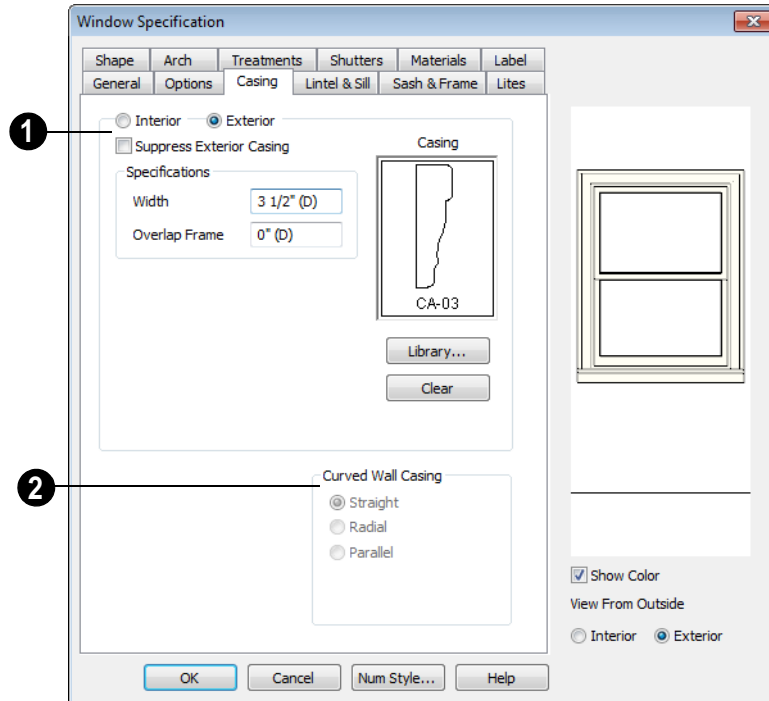 Window Specification
Shape Arch Treatments Shutters Materials Label
General Options Casing Lintel & Sill Sash & Frame Lites
1
Interior Exterior
Suppress Exterior Casing
Casing
Specifications
Width 3 1/2" (D)
Overlap Frame 0" (D)
CA-03
Library...
Clear
2
Curved Wall Casing
Straight
Radial
Parallel
Show Color
View From Outside
Interior Exterior
OK Cancel Num Style... Help